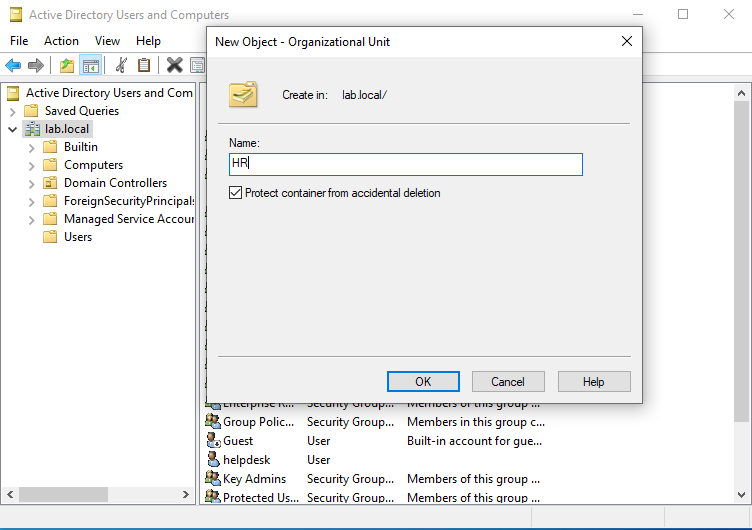 Active Directory Users and Computers
File Action View Help
New Object - Organizational Unit
Create in: lab.local/
Name:
HR
Protect container from accidental deletion
OK Cancel Help
Active Directory Users and Com
Saved Queries
lab.local
Builtin
Computers
Domain Controllers
ForeignSecurityPrincipals
Managed Service Accour
Users
Enterprise R... Security Group... Members of this group ...
Group Polic... Security Group... Members in this group c...
Guest User Built-in account for gue...
helpdesk User
Key Admins Security Group... Members of this group ...
Protected Us... Security Group... Members of this group ...